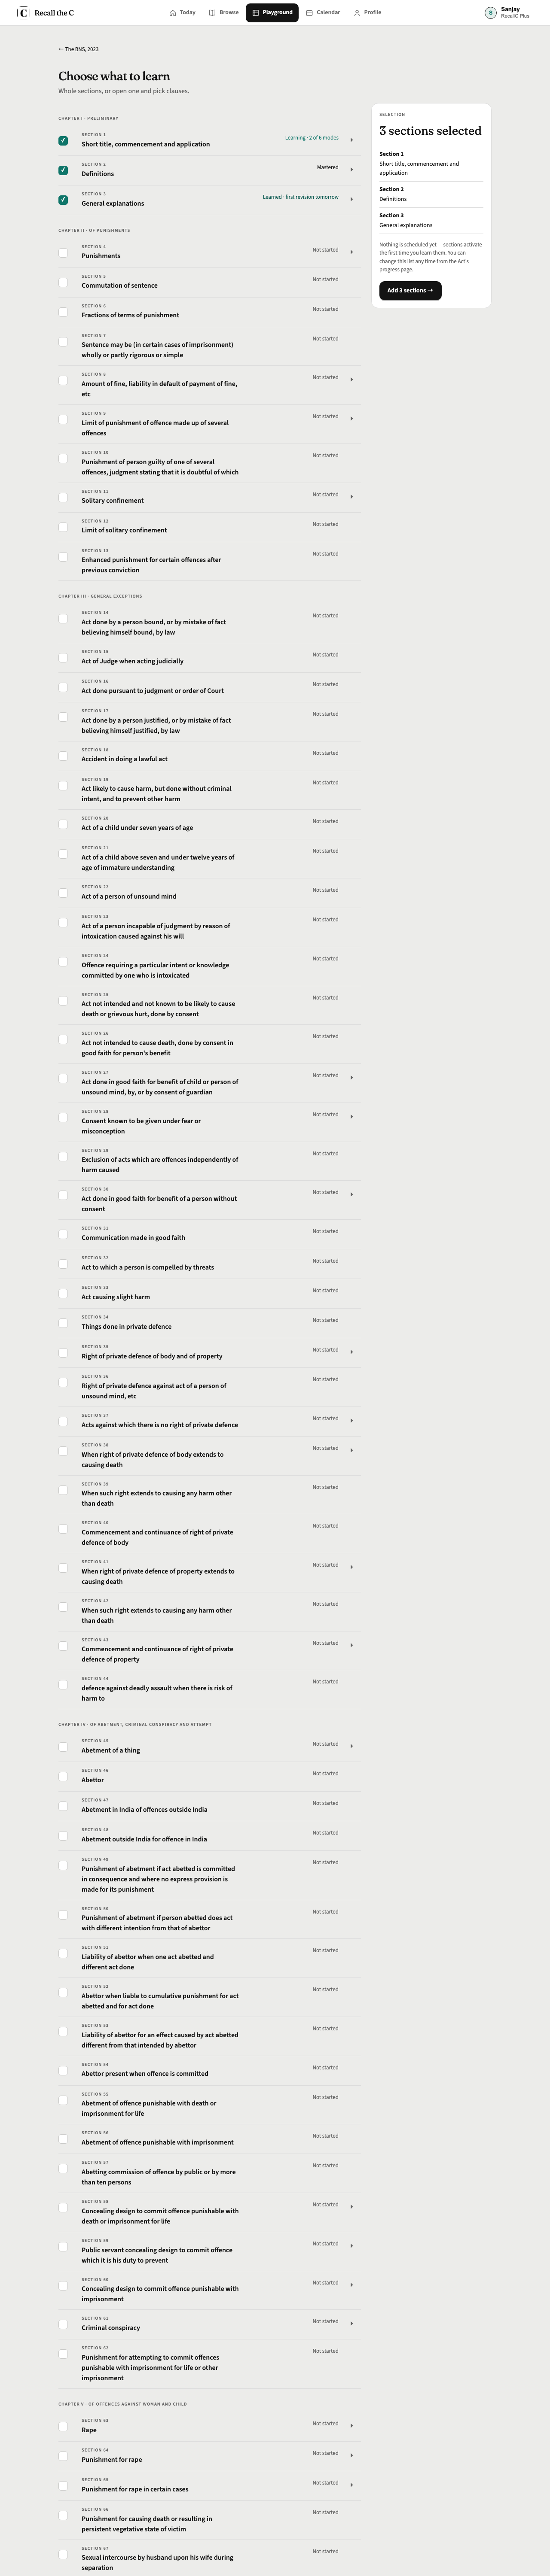 Recall the C
Today
Browse
Playground
Calendar
Profile
S
Sanjay
RecallC Plus
← The BNS, 2023
Choose what to learn
Whole sections, or open one and pick clauses.
CHAPTER I · PRELIMINARY
SECTION 1
Short title, commencement and application
Learning · 2 of 6 modes
SECTION 2
Definitions
Mastered
SECTION 3
General explanations
Learned · first revision tomorrow
CHAPTER II · OF PUNISHMENTS
SECTION 4
Punishments
Not started
SECTION 5
Commutation of sentence
Not started
SECTION 6
Fractions of terms of punishment
Not started
SECTION 7
Sentence may be (in certain cases of imprisonment)
wholly or partly rigorous or simple
Not started
SECTION 8
Amount of fine, liability in default of payment of fine,
etc
Not started
SECTION 9
Limit of punishment of offence made up of several
offences
Not started
SECTION 10
Punishment of person guilty of one of several
offences, judgment stating that it is doubtful of which
Not started
SECTION 11
Solitary confinement
Not started
SECTION 12
Limit of solitary confinement
Not started
SECTION 13
Enhanced punishment for certain offences after
previous conviction
Not started
CHAPTER III · GENERAL EXCEPTIONS
SECTION 14
Act done by a person bound, or by mistake of fact
believing himself bound, by law
Not started
SECTION 15
Act of Judge when acting judicially
Not started
SECTION 16
Act done pursuant to judgment or order of Court
Not started
SECTION 17
Act done by a person justified, or by mistake of fact
believing himself justified, by law
Not started
SECTION 18
Accident in doing a lawful act
Not started
SECTION 19
Act likely to cause harm, but done without criminal
intent, and to prevent other harm
Not started
SECTION 20
Act of a child under seven years of age
Not started
SECTION 21
Act of a child above seven and under twelve years of
age of immature understanding
Not started
SECTION 22
Act of a person of unsound mind
Not started
SECTION 23
Act of a person incapable of judgment by reason of
intoxication caused against his will
Not started
SECTION 24
Offence requiring a particular intent or knowledge
committed by one who is intoxicated
Not started
SECTION 25
Act not intended and not known to be likely to cause
death or grievous hurt, done by consent
Not started
SECTION 26
Act not intended to cause death, done by consent in
good faith for person's benefit
Not started
SECTION 27
Act done in good faith for benefit of child or person of
unsound mind, by, or by consent of guardian
Not started
SECTION 28
Consent known to be given under fear or
misconception
Not started
SECTION 29
Exclusion of acts which are offences independently of
harm caused
Not started
SECTION 30
Act done in good faith for benefit of a person without
consent
Not started
SECTION 31
Communication made in good faith
Not started
SECTION 32
Act to which a person is compelled by threats
Not started
SECTION 33
Act causing slight harm
Not started
SECTION 34
Things done in private defence
Not started
SECTION 35
Right of private defence of body and of property
Not started
SECTION 36
Right of private defence against act of a person of
unsound mind, etc
Not started
SECTION 37
Acts against which there is no right of private defence
Not started
SECTION 38
When right of private defence of body extends to
causing death
Not started
SECTION 39
When such right extends to causing any harm other
than death
Not started
SECTION 40
Commencement and continuance of right of private
defence of body
Not started
SECTION 41
When right of private defence of property extends to
causing death
Not started
SECTION 42
When such right extends to causing any harm other
than death
Not started
SECTION 43
Commencement and continuance of right of private
defence of property
Not started
SECTION 44
defence against deadly assault when there is risk of
harm to
Not started
CHAPTER IV · OF ABETMENT, CRIMINAL CONSPIRACY AND ATTEMPT
SECTION 45
Abetment of a thing
Not started
SECTION 46
Abettor
Not started
SECTION 47
Abetment in India of offences outside India
Not started
SECTION 48
Abetment outside India for offence in India
Not started
SECTION 49
Punishment of abetment if act abetted is committed
in consequence and where no express provision is
made for its punishment
Not started
SECTION 50
Punishment of abetment if person abetted does act
with different intention from that of abettor
Not started
SECTION 51
Liability of abettor when one act abetted and
different act done
Not started
SECTION 52
Abettor when liable to cumulative punishment for act
abetted and for act done
Not started
SECTION 53
Liability of abettor for an effect caused by act abetted
different from that intended by abettor
Not started
SECTION 54
Abettor present when offence is committed
Not started
SECTION 55
Abetment of offence punishable with death or
imprisonment for life
Not started
SECTION 56
Abetment of offence punishable with imprisonment
Not started
SECTION 57
Abetting commission of offence by public or by more
than ten persons
Not started
SECTION 58
Concealing design to commit offence punishable with
death or imprisonment for life
Not started
SECTION 59
Public servant concealing design to commit offence
which it is his duty to prevent
Not started
SECTION 60
Concealing design to commit offence punishable with
imprisonment
Not started
SECTION 61
Criminal conspiracy
Not started
SECTION 62
Punishment for attempting to commit offences
punishable with imprisonment for life or other
imprisonment
Not started
CHAPTER V · OF OFFENCES AGAINST WOMAN AND CHILD
SECTION 63
Rape
Not started
SECTION 64
Punishment for rape
Not started
SECTION 65
Punishment for rape in certain cases
Not started
SECTION 66
Punishment for causing death or resulting in
persistent vegetative state of victim
Not started
SECTION 67
Sexual intercourse by husband upon his wife during
separation
Not started
SELECTION
3 sections selected
Section 1
Short title, commencement and
application
Section 2
Definitions
Section 3
General explanations
Nothing is scheduled yet — sections activate
the first time you learn them. You can
change this list any time from the Act's
progress page.
Add 3 sections →